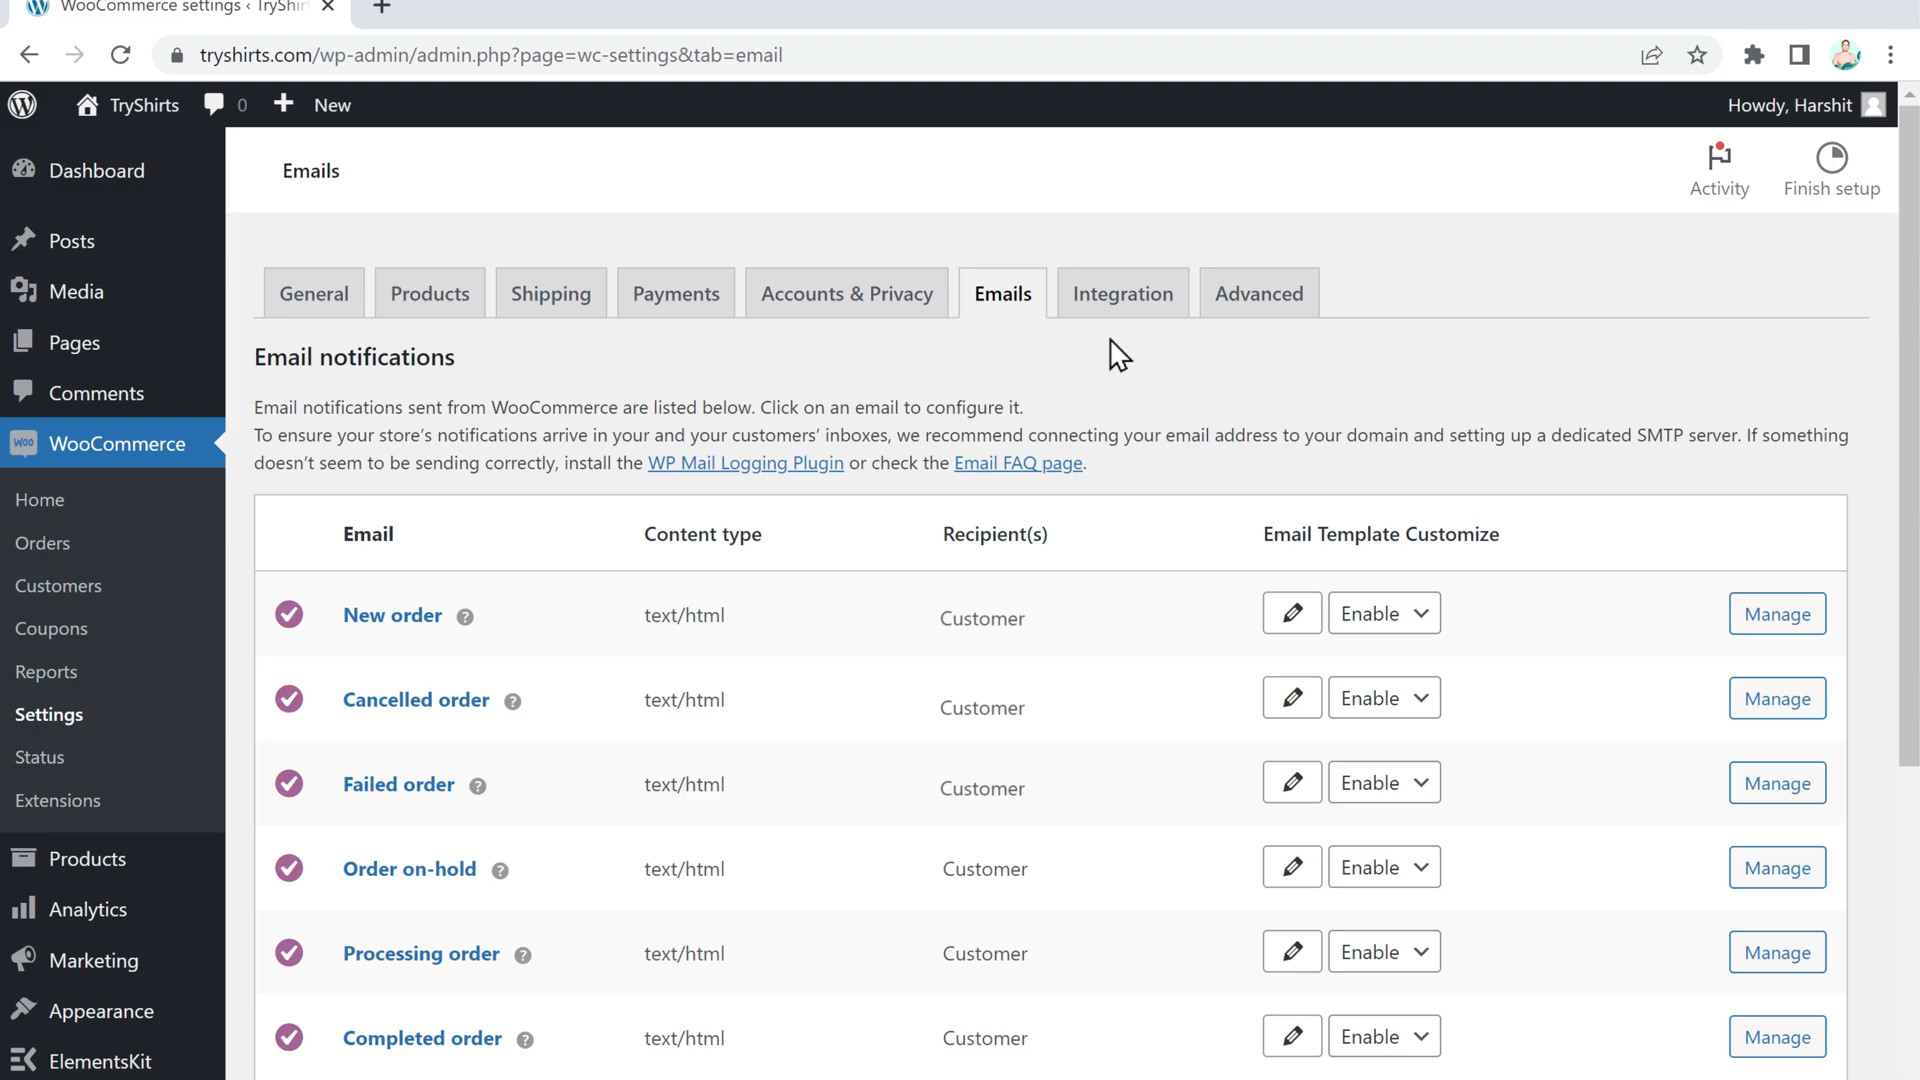 WooCommerce settings ‹ TryShir
tryshirts.com/wp-admin/admin.php?page=wc-settings&tab=email
TryShirts 0 New
Howdy, Harshit
Dashboard
Posts
Media
Pages
Comments
WooCommerce
Home
Orders
Customers
Coupons
Reports
Settings
Status
Extensions
Products
Analytics
Marketing
Appearance
ElementsKit
Emails
Activity
Finish setup
General Products Shipping Payments Accounts & Privacy Emails Integration Advanced
Email notifications
Email notifications sent from WooCommerce are listed below. Click on an email to configure it.
To ensure your store's notifications arrive in your and your customers' inboxes, we recommend connecting your email address to your domain and setting up a dedicated SMTP server. If something
doesn't seem to be sending correctly, install the WP Mail Logging Plugin or check the Email FAQ page.
Email Content type Recipient(s) Email Template Customize
New order ? text/html Customer Enable Manage
Cancelled order ? text/html Customer Enable Manage
Failed order ? text/html Customer Enable Manage
Order on-hold ? text/html Customer Enable Manage
Processing order ? text/html Customer Enable Manage
Completed order ? text/html Customer Enable Manage